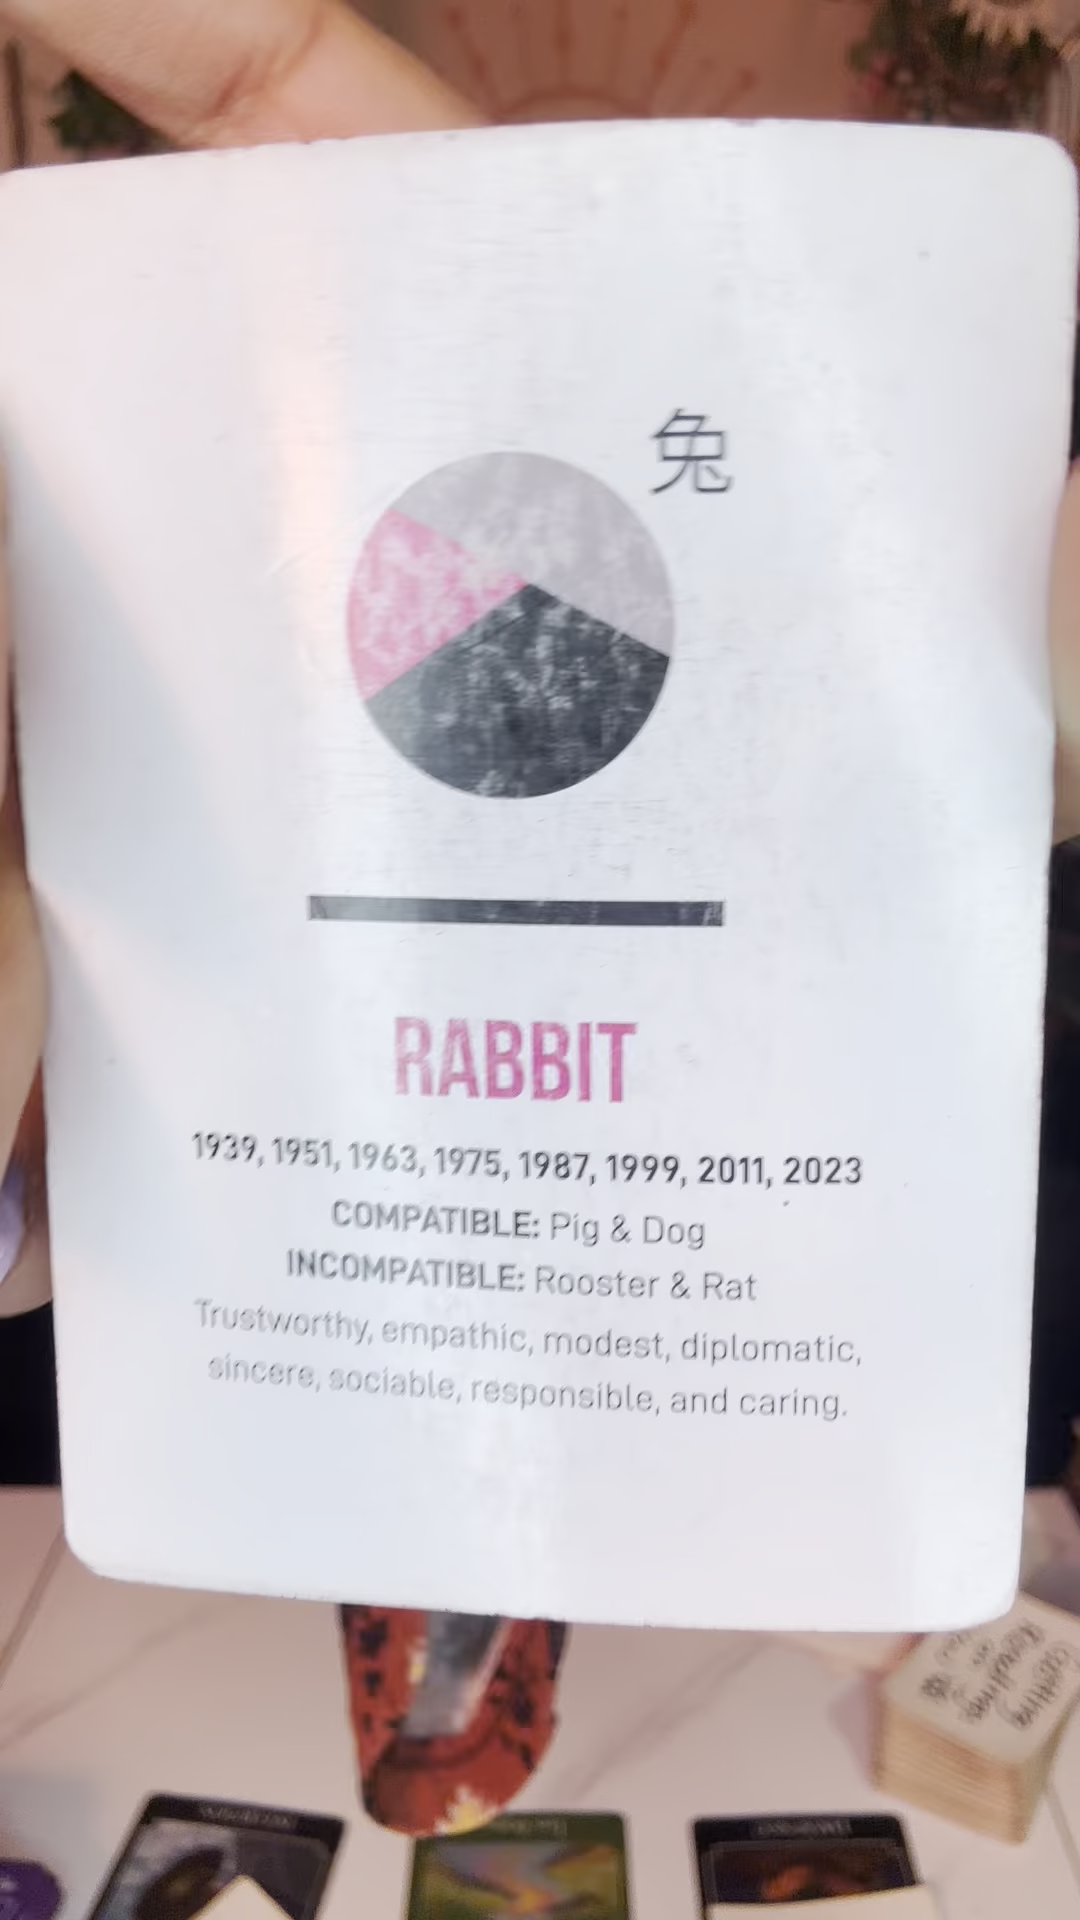 兔
RABBIT
1939, 1951, 1963, 1975, 1987, 1999, 2011, 2023
COMPATIBLE: Pig & Dog
INCOMPATIBLE: Rooster & Rat
Trustworthy, empathic, modest, diplomatic,
sincere, sociable, responsible, and caring.